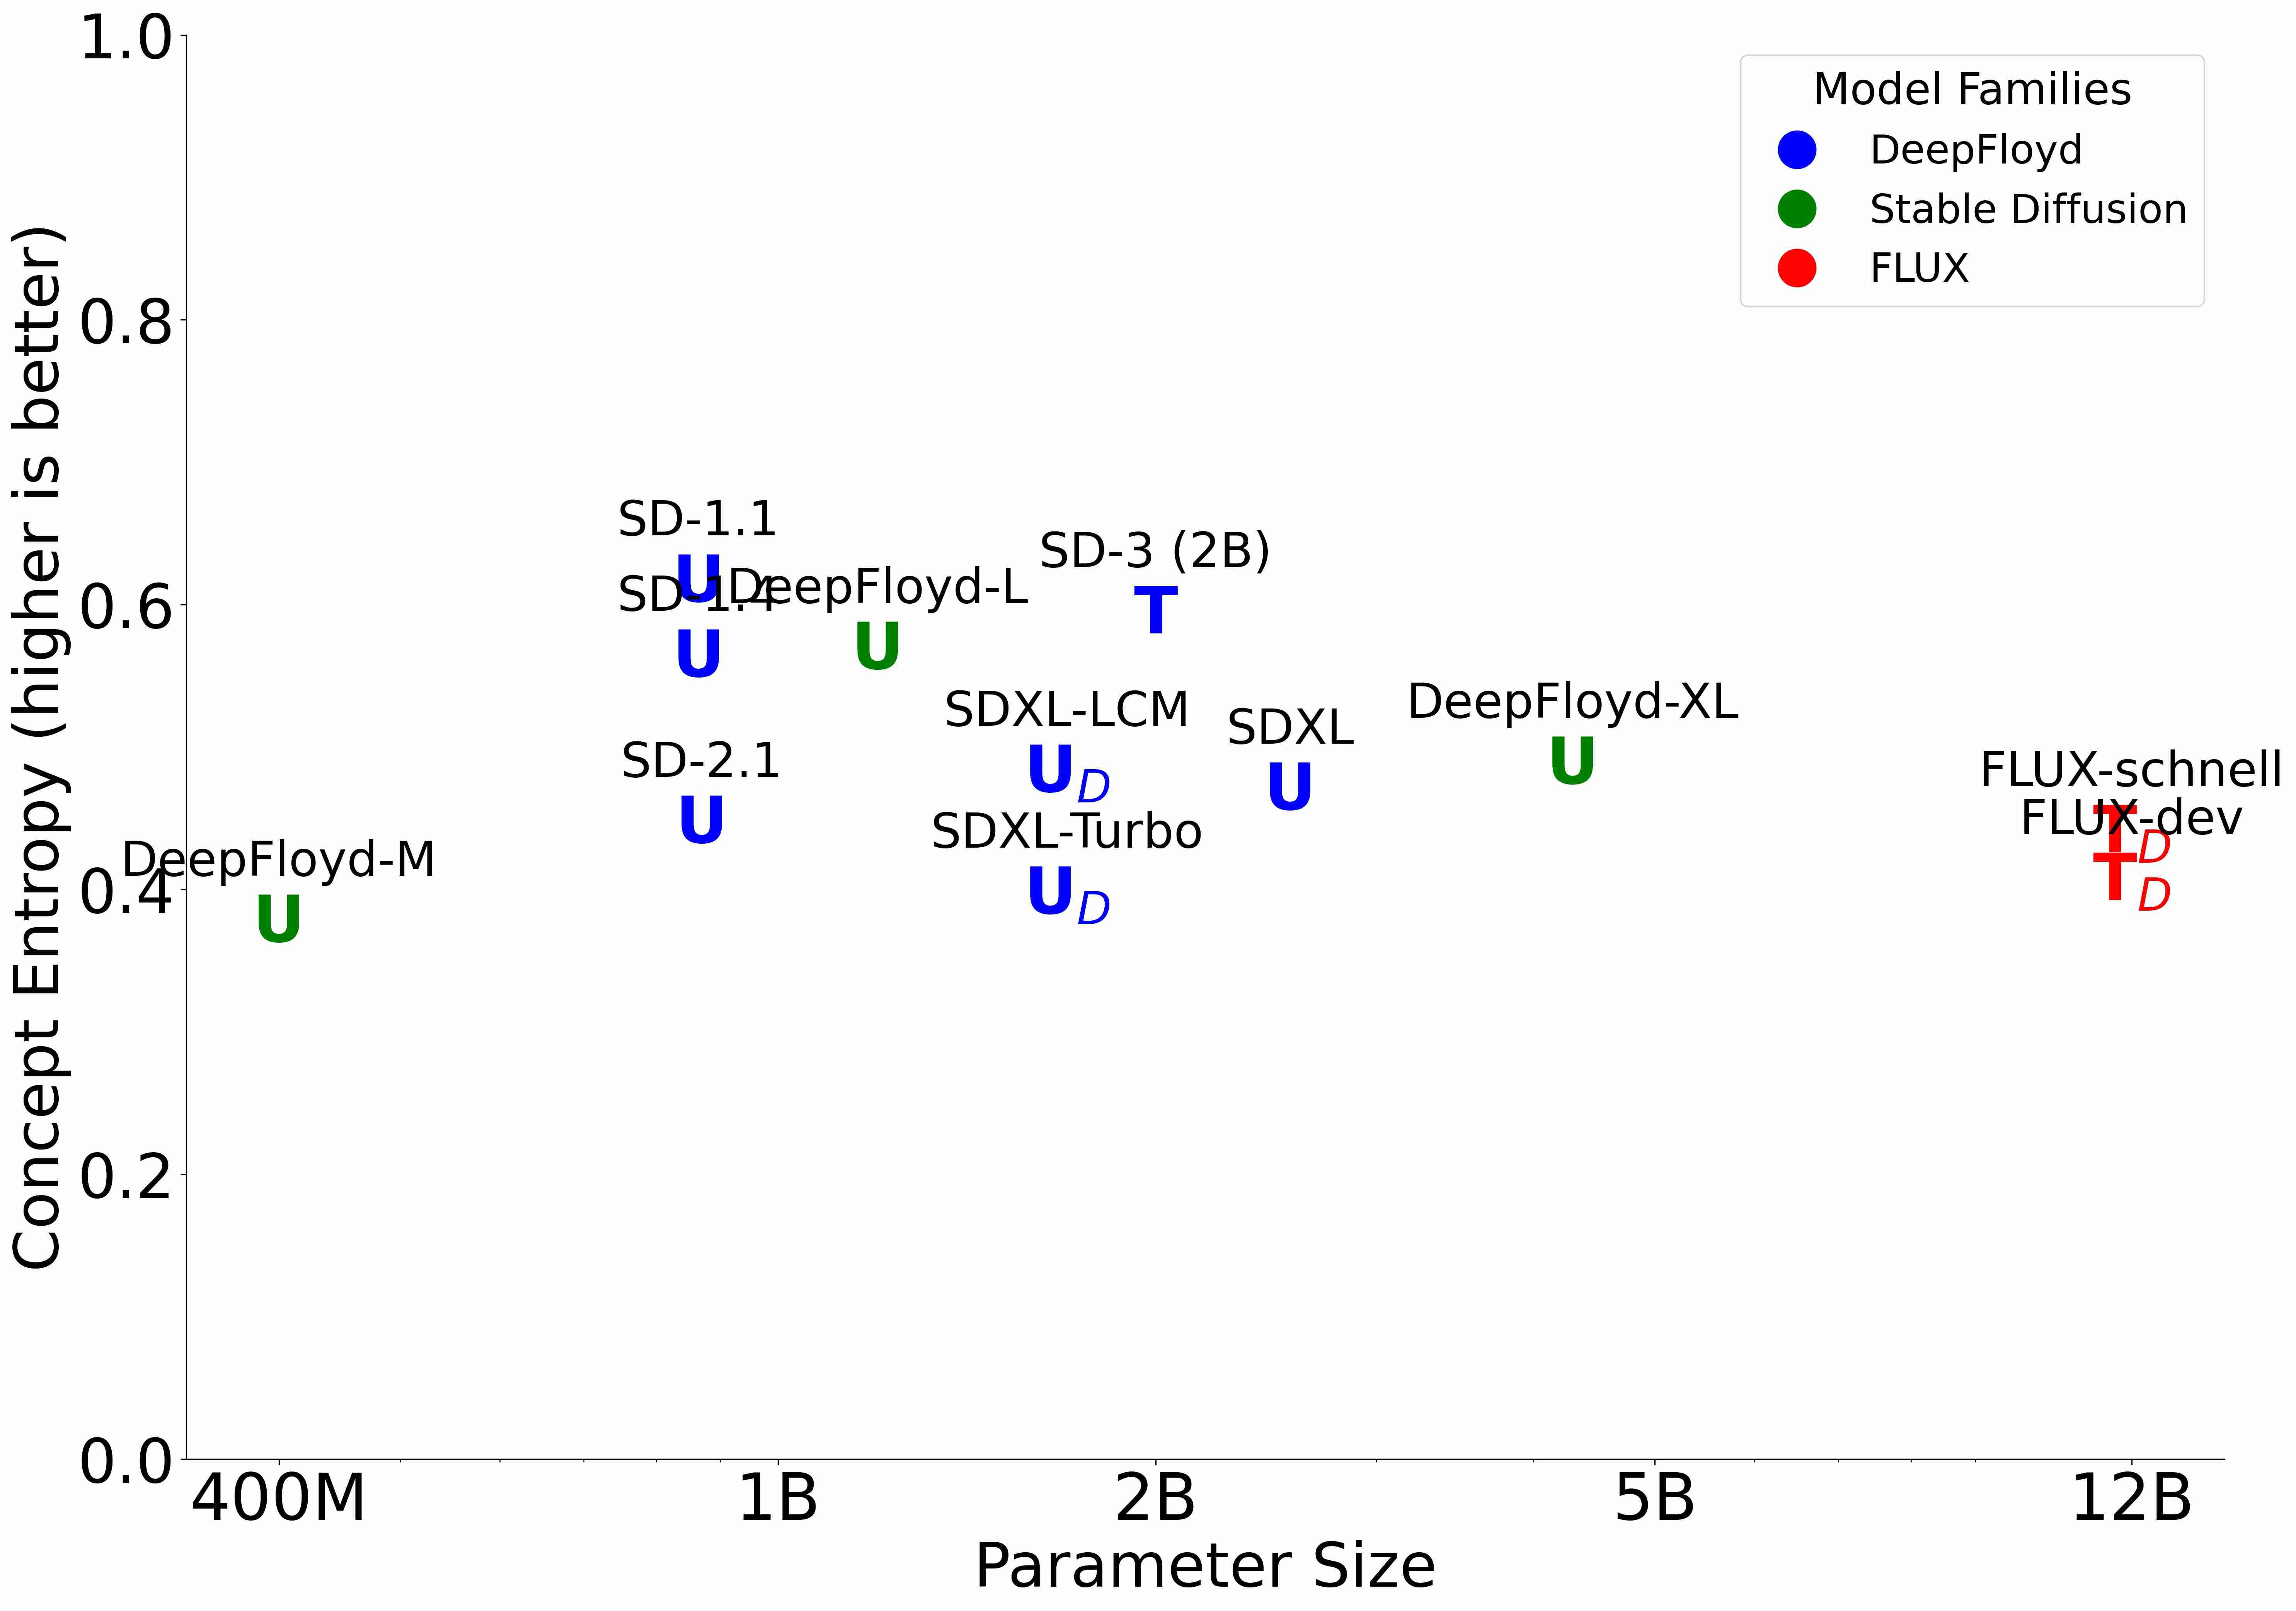 Concept Entropy (higher is better)
1.0
0.8
0.6
0.4
0.2
0.0
Model Families
DeepFloyd
Stable Diffusion
FLUX
SD-1.1
U
SD-1.4
U
DeepFloyd-L
U
SD-3 (2B)
T
SDXL-LCM
U D
SDXL
U
DeepFloyd-XL
U
SD-2.1
U
FLUX-schnell
T D
FLUX-dev
T D
SDXL-Turbo
U D
DeepFloyd-M
U
400M
1B
2B
5B
12B
Parameter Size